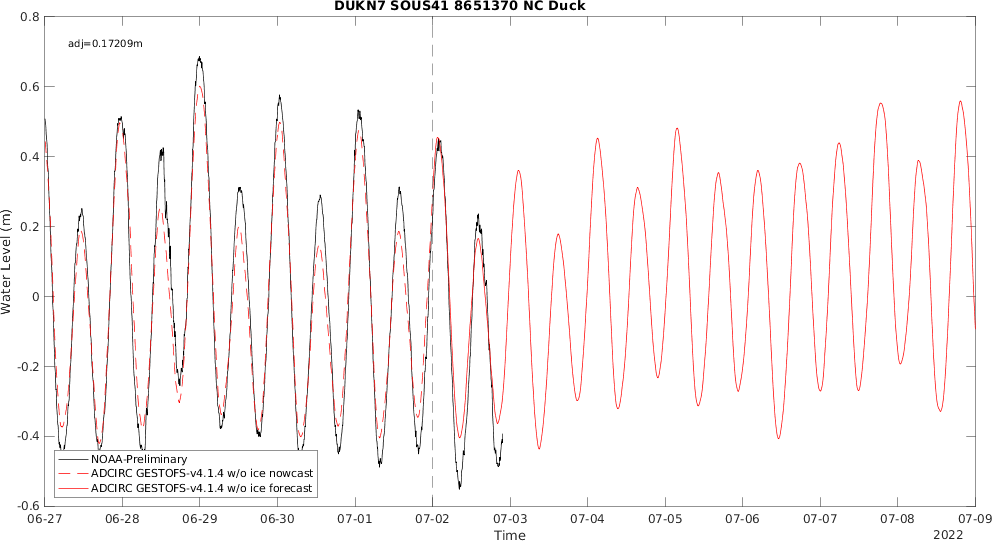 DUKN7 SOUS41 8651370 NC Duck
adj=0.17209m
0.8
0.6
0.4
0.2
0
-0.2
-0.4
-0.6
Water Level (m)
NOAA-Preliminary
ADCIRC GESTOFS-v4.1.4 w/o ice nowcast
ADCIRC GESTOFS-v4.1.4 w/o ice forecast
06-27 06-28 06-29 06-30 07-01 07-02 07-03 07-04 07-05 07-06 07-07 07-08 07-09
Time
2022